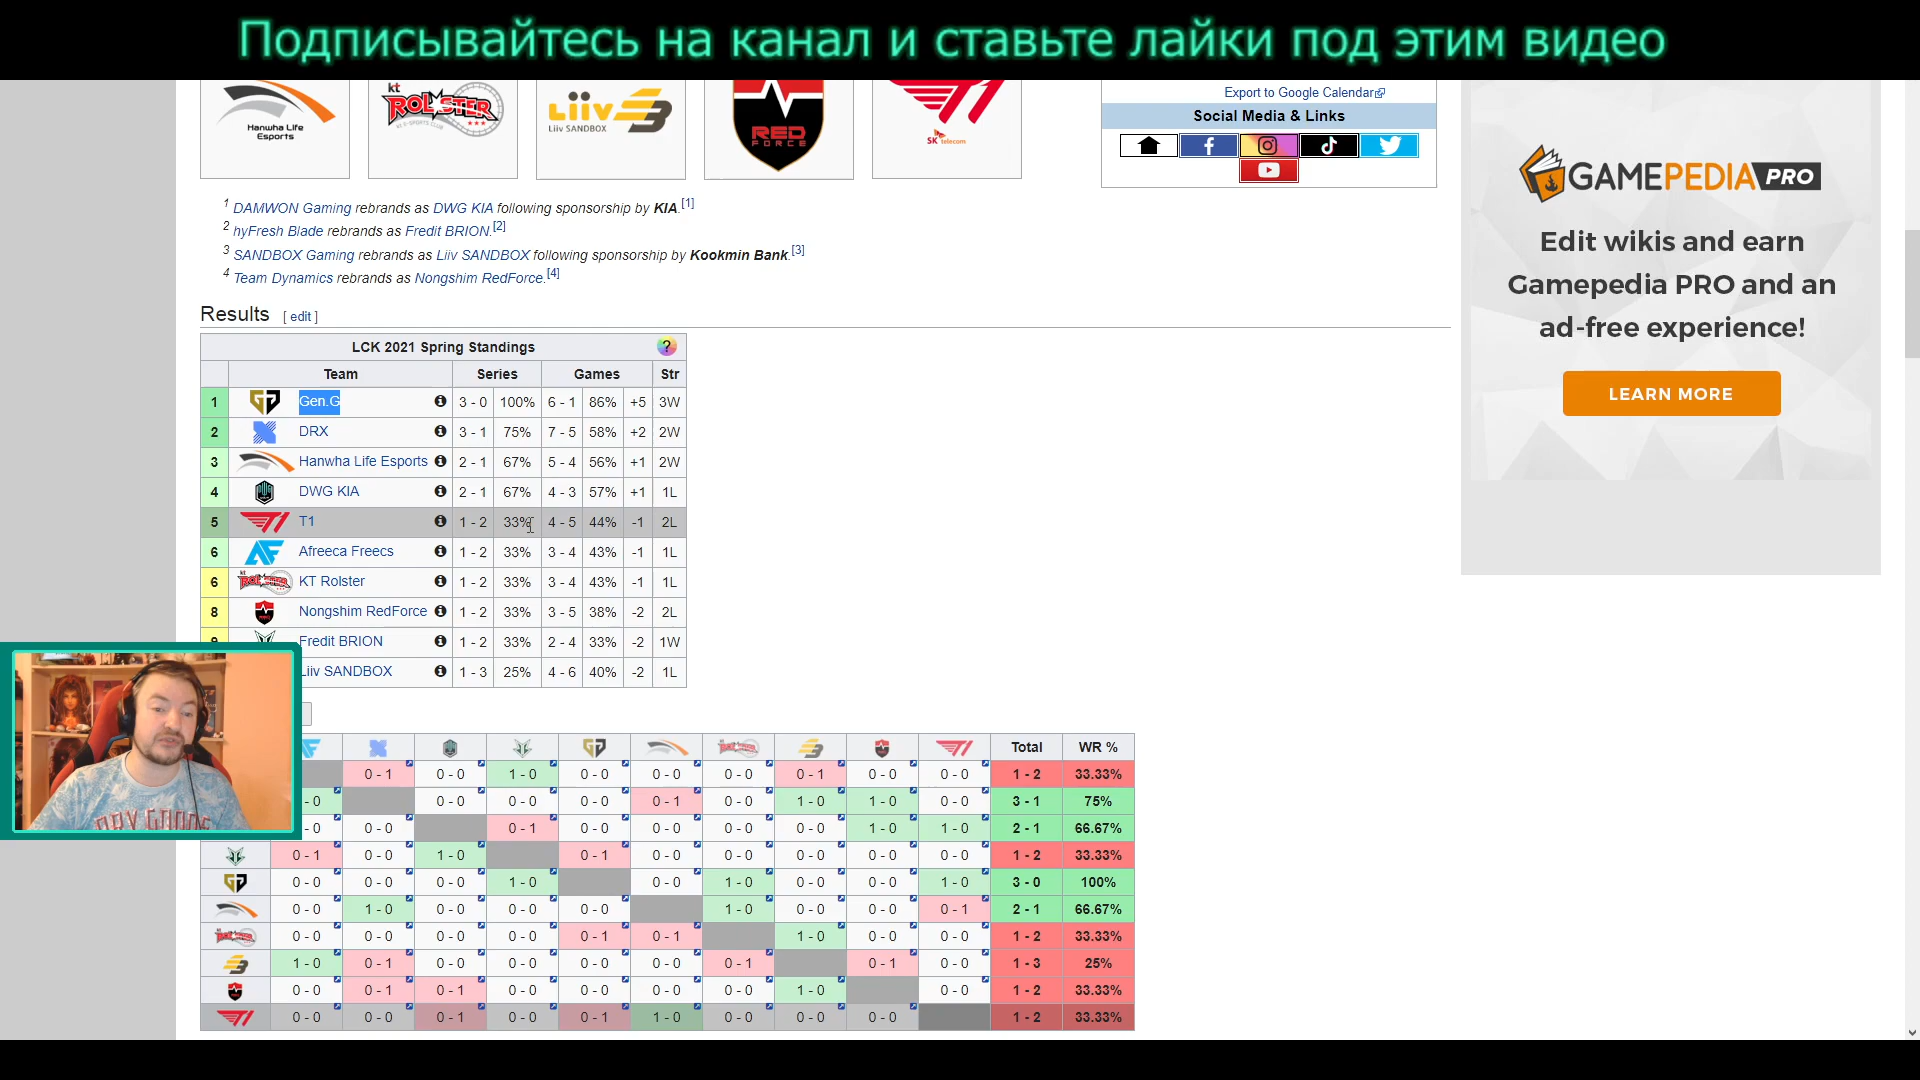 Подписывайтесь на канал и ставьте лайки под этим видео
Hanwha Life
Esports
kt
ROLSTER
Liiv SANDBOX
RED
FORCE
T1
SK telecom
Export to Google Calendar
Social Media & Links
1 DAMWON Gaming rebrands as DWG KIA following sponsorship by KIA.[1]
2 hyFresh Blade rebrands as Fredit BRION.[2]
3 SANDBOX Gaming rebrands as Liiv SANDBOX following sponsorship by Kookmin Bank.[3]
4 Team Dynamics rebrands as Nongshim RedForce.[4]
Results [ edit ]
LCK 2021 Spring Standings ?
Team Series Games Str
1 Gen.G 3 - 0 100% 6 - 1 86% +5 3W
2 DRX 3 - 1 75% 7 - 5 58% +2 2W
3 Hanwha Life Esports 2 - 1 67% 5 - 4 56% +1 2W
4 DWG KIA 2 - 1 67% 4 - 3 57% +1 1L
5 T1 1 - 2 33% 4 - 5 44% -1 2L
6 Afreeca Freecs 1 - 2 33% 3 - 4 43% -1 1L
6 KT Rolster 1 - 2 33% 3 - 4 43% -1 1L
8 Nongshim RedForce 1 - 2 33% 3 - 5 38% -2 2L
9 Fredit BRION 1 - 2 33% 2 - 4 33% -2 1W
Liiv SANDBOX 1 - 3 25% 4 - 6 40% -2 1L
Total WR %
0 - 1 0 - 0 1 - 0 0 - 0 0 - 0 0 - 0 0 - 1 0 - 0 0 - 0 1 - 2 33.33%
- 0 0 - 0 0 - 0 0 - 0 0 - 1 0 - 0 1 - 0 1 - 0 0 - 0 3 - 1 75%
- 0 0 - 0 0 - 1 0 - 0 0 - 0 0 - 0 0 - 0 1 - 0 1 - 0 2 - 1 66.67%
0 - 1 0 - 0 1 - 0 0 - 1 0 - 0 0 - 0 0 - 0 0 - 0 0 - 0 1 - 2 33.33%
0 - 0 0 - 0 0 - 0 1 - 0 0 - 0 1 - 0 0 - 0 0 - 0 1 - 0 3 - 0 100%
0 - 0 1 - 0 0 - 0 0 - 0 0 - 0 1 - 0 0 - 0 0 - 0 0 - 1 2 - 1 66.67%
0 - 0 0 - 0 0 - 0 0 - 0 0 - 1 0 - 1 1 - 0 0 - 0 0 - 0 1 - 2 33.33%
1 - 0 0 - 1 0 - 0 0 - 0 0 - 0 0 - 0 0 - 1 0 - 1 0 - 0 1 - 3 25%
0 - 0 0 - 1 0 - 1 0 - 0 0 - 0 0 - 0 0 - 0 1 - 0 0 - 0 1 - 2 33.33%
0 - 0 0 - 0 0 - 1 0 - 0 0 - 1 1 - 0 0 - 0 0 - 0 0 - 0 1 - 2 33.33%
GAMEPEDIA PRO
Edit wikis and earn
Gamepedia PRO and an
ad-free experience!
LEARN MORE